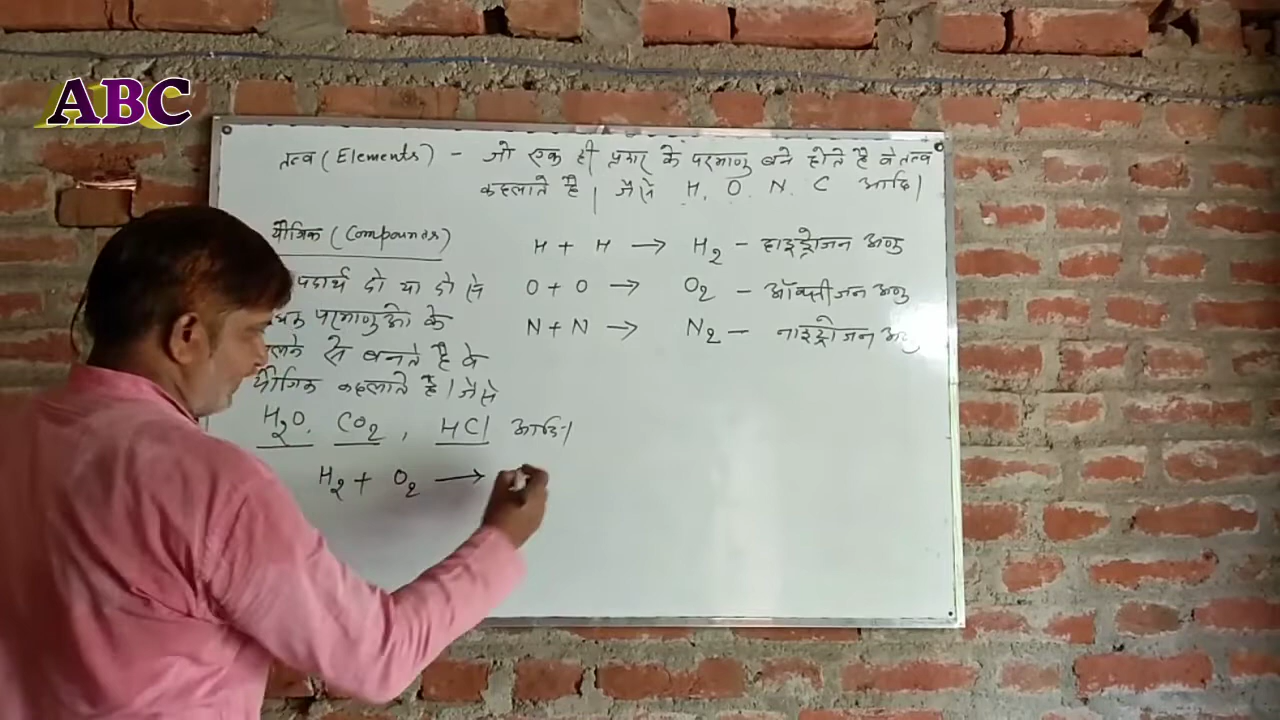 ABC
तत्व (Elements) - जो एक ही प्रकार के परमाणु बने होते है वे तत्व
कहलाते है। जैसे H, O, N, C आदि।
यौगिक (Compounds)
H + H → H₂ - हाइड्रोजन अणु
पदार्थ दो या दो से
O + O → O₂ - ऑक्सीजन अणु
परमाणुओ के
N + N → N₂ - नाइट्रोजन
से बनते है वे
यौगिक कहलाते है। जैसे
H₂O, CO₂, HCl आदि।
H₂ + O₂ →